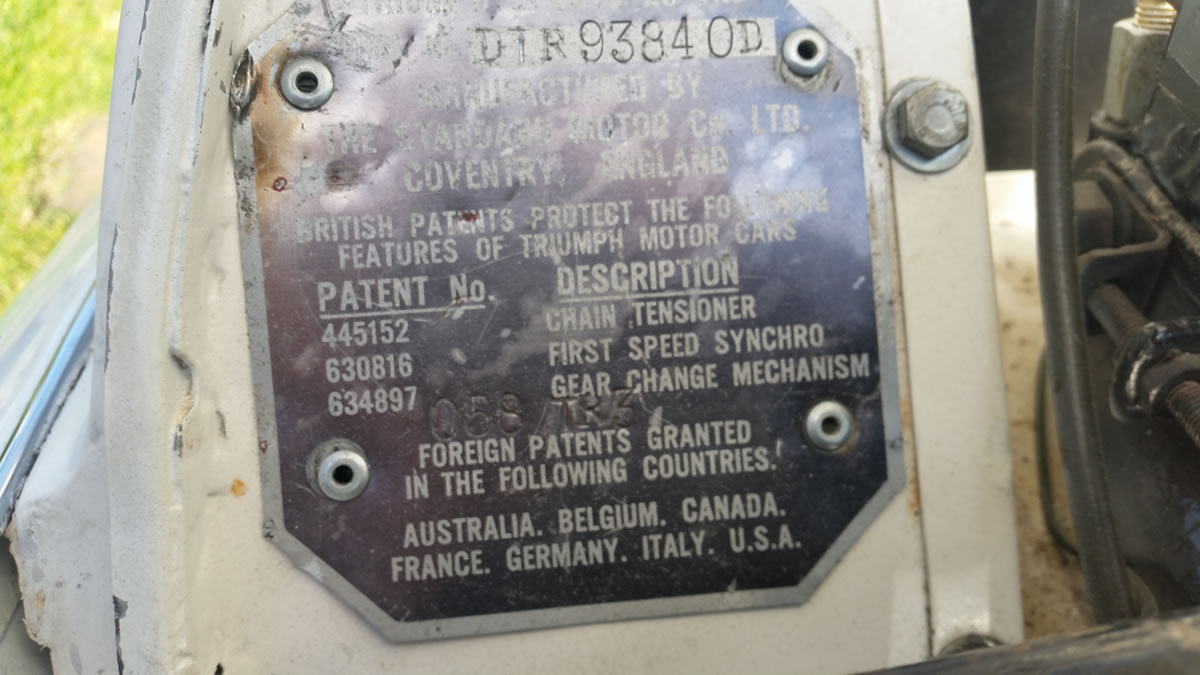 DTR93840D
MANUFACTURED BY
THE STANDARD MOTOR Co. LTD.
COVENTRY, ENGLAND
BRITISH PATENTS PROTECT THE FOLLOWING
FEATURES OF TRIUMPH MOTOR CARS
PATENT No. DESCRIPTION
445152 CHAIN TENSIONER
630816 FIRST SPEED SYNCHRO
634897 GEAR CHANGE MECHANISM
FOREIGN PATENTS GRANTED
IN THE FOLLOWING COUNTRIES.
AUSTRALIA. BELGIUM. CANADA.
FRANCE. GERMANY. ITALY. U.S.A.